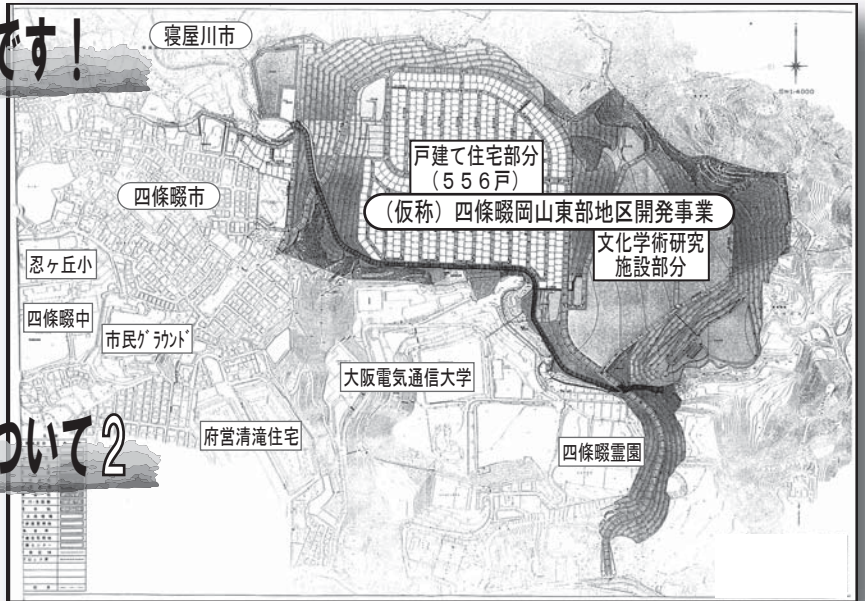 です！
寝屋川市
S=1:4000
戸建て住宅部分
（５５６戸）
（仮称）四條畷岡山東部地区開発事業
四條畷市
文化学術研究
施設部分
忍ヶ丘小
四條畷中
市民グラウンド
大阪電気通信大学
府営清滝住宅
四條畷霊園
ついて２